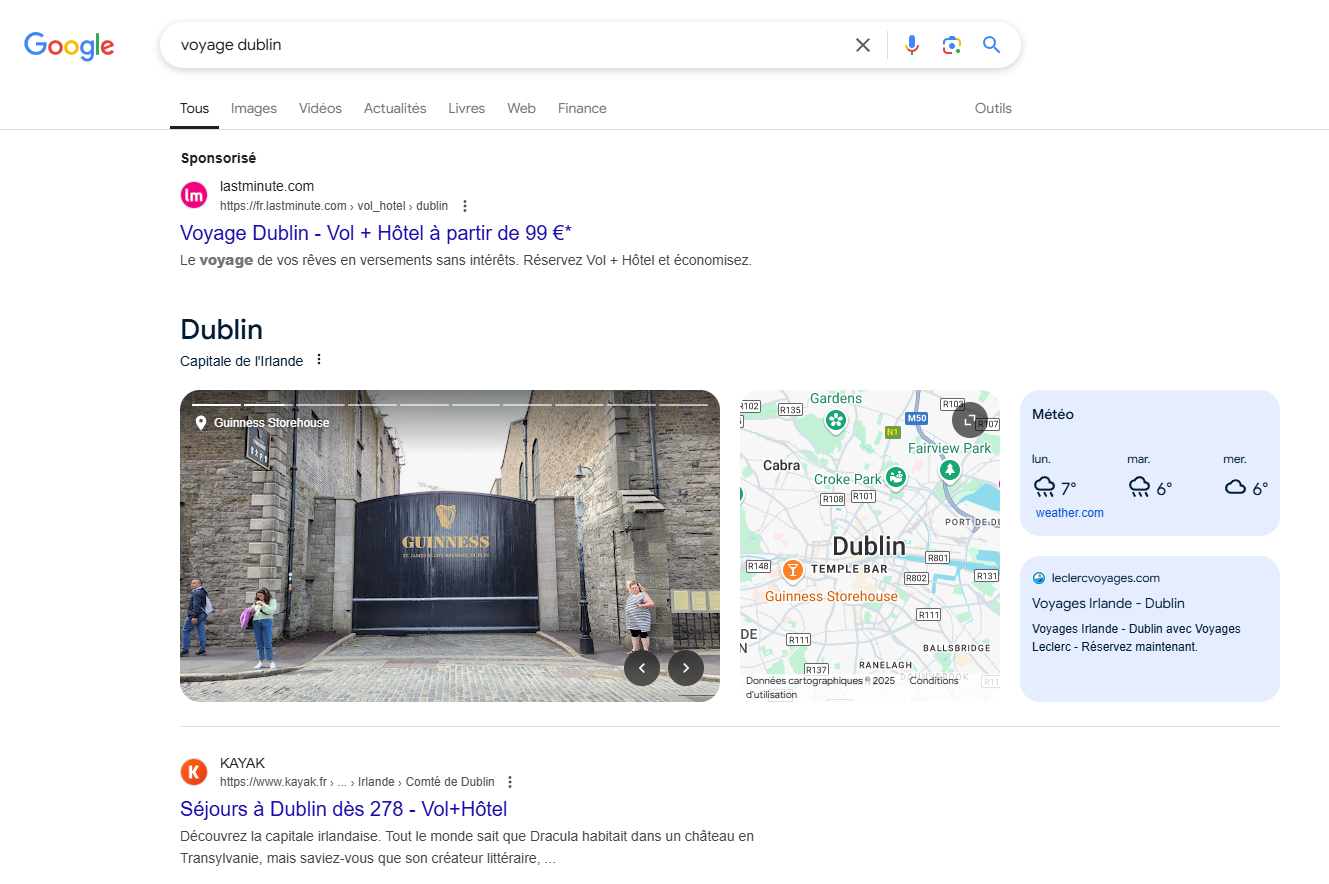 Google
voyage dublin
Tous Images Vidéos Actualités Livres Web Finance Outils
Sponsorisé
lm
lastminute.com
https://fr.lastminute.com › vol_hotel › dublin
Voyage Dublin - Vol + Hôtel à partir de 99 €*
Le voyage de vos rêves en versements sans intérêts. Réservez Vol + Hôtel et économisez.
Dublin
Capitale de l'Irlande
Guinness Storehouse
GUINNESS
ST. JAMES'S GATE BREWERY, DUBLIN
R102
R135
Gardens
M50
R103
R107
N1
Fairview Park
Cabra
Croke Park
R108
R101
PORT DE DU
Dublin
R148
TEMPLE BAR
R801
R802
R131
Guinness Storehouse
R111
R111
DE
N
BALLSBRIDGE
RANELAGH
R137
DONNYBROOK
R11
Données cartographiques © 2025 Conditions
d'utilisation
Météo
lun. mar. mer.
7° 6° 6°
weather.com
leclercvoyages.com
Voyages Irlande - Dublin
Voyages Irlande - Dublin avec Voyages
Leclerc - Réservez maintenant.
K
KAYAK
https://www.kayak.fr › ... › Irlande › Comté de Dublin
Séjours à Dublin dès 278 - Vol+Hôtel
Découvrez la capitale irlandaise. Tout le monde sait que Dracula habitait dans un château en
Transylvanie, mais saviez-vous que son créateur littéraire, ...